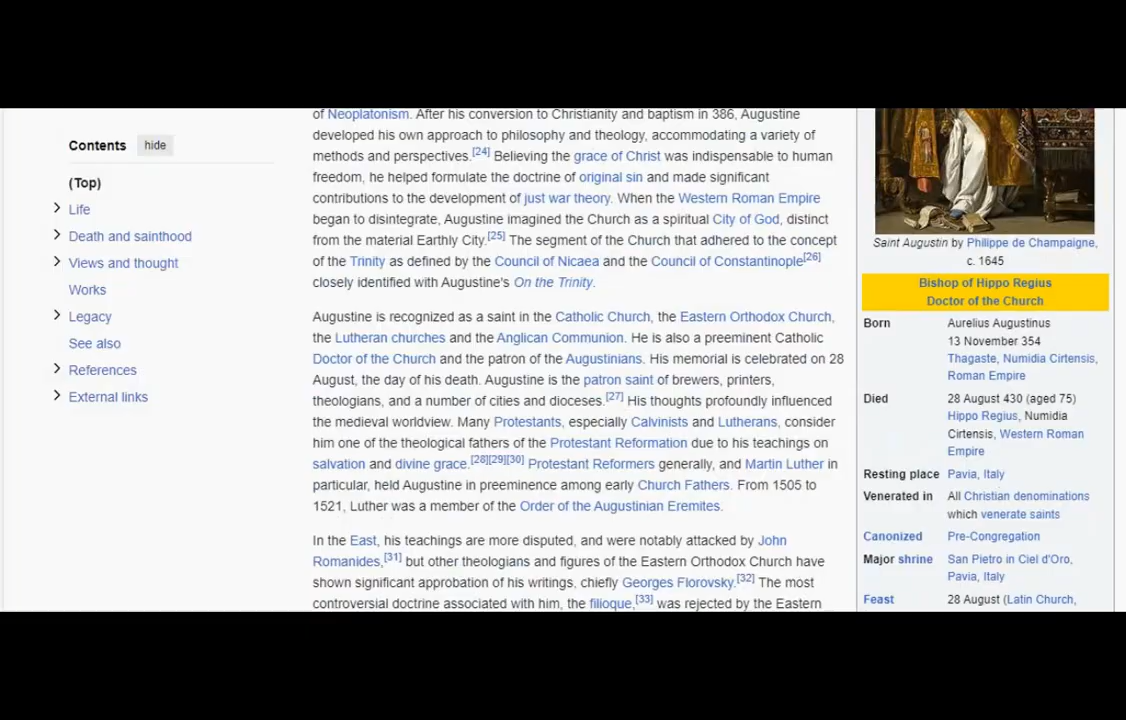 Contents hide
(Top)
Life
Death and sainthood
Views and thought
Works
Legacy
See also
References
External links
of Neoplatonism. After his conversion to Christianity and baptism in 386, Augustine
developed his own approach to philosophy and theology, accommodating a variety of
methods and perspectives.[24] Believing the grace of Christ was indispensable to human
freedom, he helped formulate the doctrine of original sin and made significant
contributions to the development of just war theory. When the Western Roman Empire
began to disintegrate, Augustine imagined the Church as a spiritual City of God, distinct
from the material Earthly City.[25] The segment of the Church that adhered to the concept
of the Trinity as defined by the Council of Nicaea and the Council of Constantinople[26]
closely identified with Augustine's On the Trinity.
Augustine is recognized as a saint in the Catholic Church, the Eastern Orthodox Church,
the Lutheran churches and the Anglican Communion. He is also a preeminent Catholic
Doctor of the Church and the patron of the Augustinians. His memorial is celebrated on 28
August, the day of his death. Augustine is the patron saint of brewers, printers,
theologians, and a number of cities and dioceses.[27] His thoughts profoundly influenced
the medieval worldview. Many Protestants, especially Calvinists and Lutherans, consider
him one of the theological fathers of the Protestant Reformation due to his teachings on
salvation and divine grace.[28][29][30] Protestant Reformers generally, and Martin Luther in
particular, held Augustine in preeminence among early Church Fathers. From 1505 to
1521, Luther was a member of the Order of the Augustinian Eremites.
In the East, his teachings are more disputed, and were notably attacked by John
Romanides,[31] but other theologians and figures of the Eastern Orthodox Church have
shown significant approbation of his writings, chiefly Georges Florovsky.[32] The most
controversial doctrine associated with him, the filioque,[33] was rejected by the Eastern
Saint Augustin by Philippe de Champaigne,
c. 1645
Bishop of Hippo Regius
Doctor of the Church
Born Aurelius Augustinus
13 November 354
Thagaste, Numidia Cirtensis,
Roman Empire
Died 28 August 430 (aged 75)
Hippo Regius, Numidia
Cirtensis, Western Roman
Empire
Resting place Pavia, Italy
Venerated in All Christian denominations
which venerate saints
Canonized Pre-Congregation
Major shrine San Pietro in Ciel d'Oro,
Pavia, Italy
Feast 28 August (Latin Church,